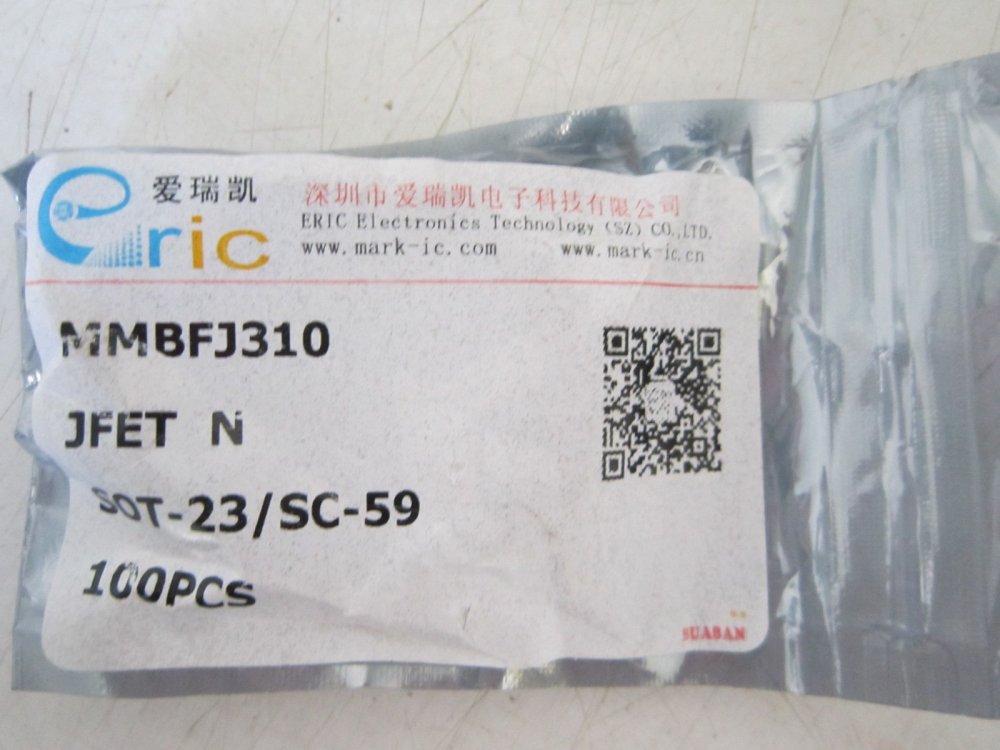 爱瑞凯
eric
深圳市爱瑞凯电子科技有限公司
ERIC Electronics Technology (SZ) CO.,LTD.
www.mark-ic.com www.mark-ic.cn
MMBFJ310
JFET N
SOT-23/SC-59
100PCS
SUASAN